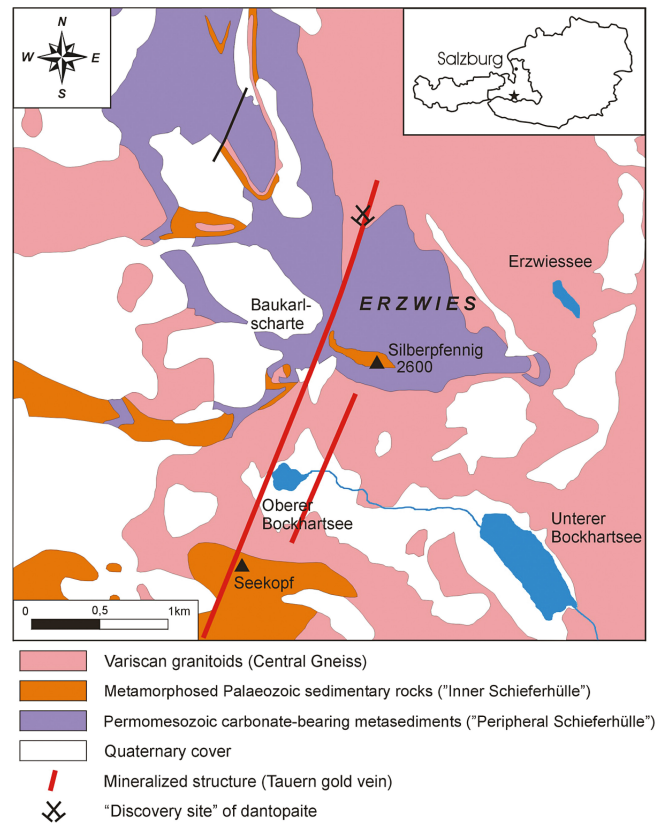 N
W E
S
Salzburg
Erzwiessee
Baukarl-
scharte
ERZWIES
Silberpfennig
2600
Oberer
Bockhartsee
Unterer
Bockhartsee
Seekopf
0 0,5 1km
Variscan granitoids (Central Gneiss)
Metamorphosed Palaeozoic sedimentary rocks ("Inner Schieferhülle")
Permomesozoic carbonate-bearing metasediments ("Peripheral Schieferhülle")
Quaternary cover
Mineralized structure (Tauern gold vein)
"Discovery site" of dantopaite